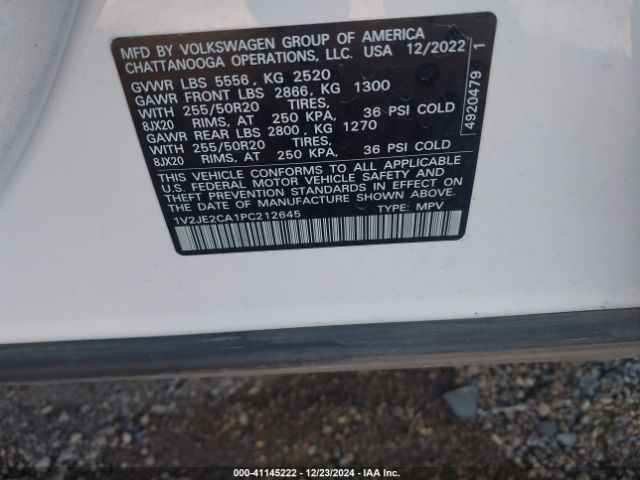 MFD BY VOLKSWAGEN GROUP OF AMERICA
CHATTANOOGA OPERATIONS, LLC. USA 12/2022
GVWR LBS 5556, KG 2520
GAWR FRONT LBS 2866, KG 1300
WITH 255/50R20 TIRES,
8JX20 RIMS, AT 250 KPA, 36 PSI COLD
GAWR REAR LBS 2800, KG 1270
WITH 255/50R20 TIRES,
8JX20 RIMS, AT 250 KPA, 36 PSI COLD
THIS VEHICLE CONFORMS TO ALL APPLICABLE
U.S. FEDERAL MOTOR VEHICLE SAFETY AND
THEFT PREVENTION STANDARDS IN EFFECT ON
THE DATE OF MANUFACTURE SHOWN ABOVE.
1V2JE2CA1PC212645 TYPE: MPV
4920479 1
000-41145222 - 12/23/2024 - IAA Inc.